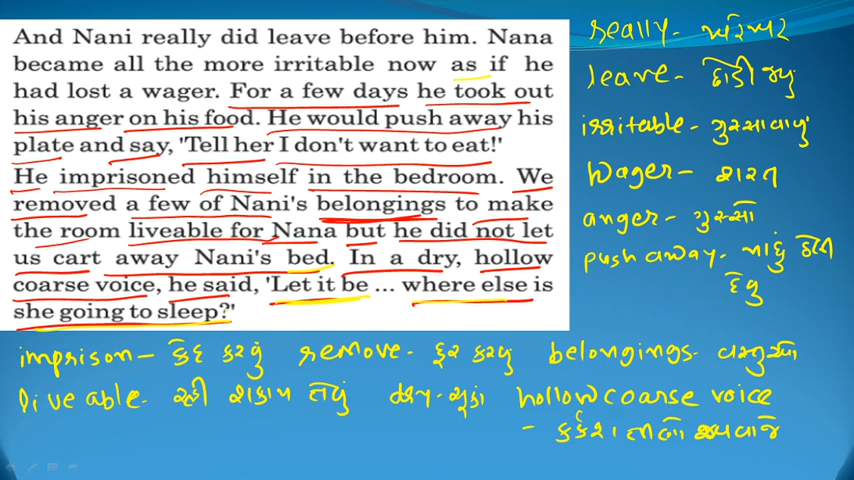 And Nani really did leave before him. Nana
became all the more irritable now as if he
had lost a wager. For a few days he took out
his anger on his food. He would push away his
plate and say, 'Tell her I don't want to eat!'
He imprisoned himself in the bedroom. We
removed a few of Nani's belongings to make
the room liveable for Nana but he did not let
us cart away Nani's bed. In a dry, hollow
coarse voice, he said, 'Let it be ... where else is
she going to sleep?'
really - ખરેખર
leave - છોડી જવું
irritable - ગુસ્સાવાળું
Wager - શરત
anger - ગુસ્સો
push away -
દેવું
imprison - કેદ કરવું remove - દૂર કરવું belongings - વસ્તુઓ
liveable - રહી શકાય તેવું dry - સૂકા hollow coarse voice
- કર્કશ અવાજ